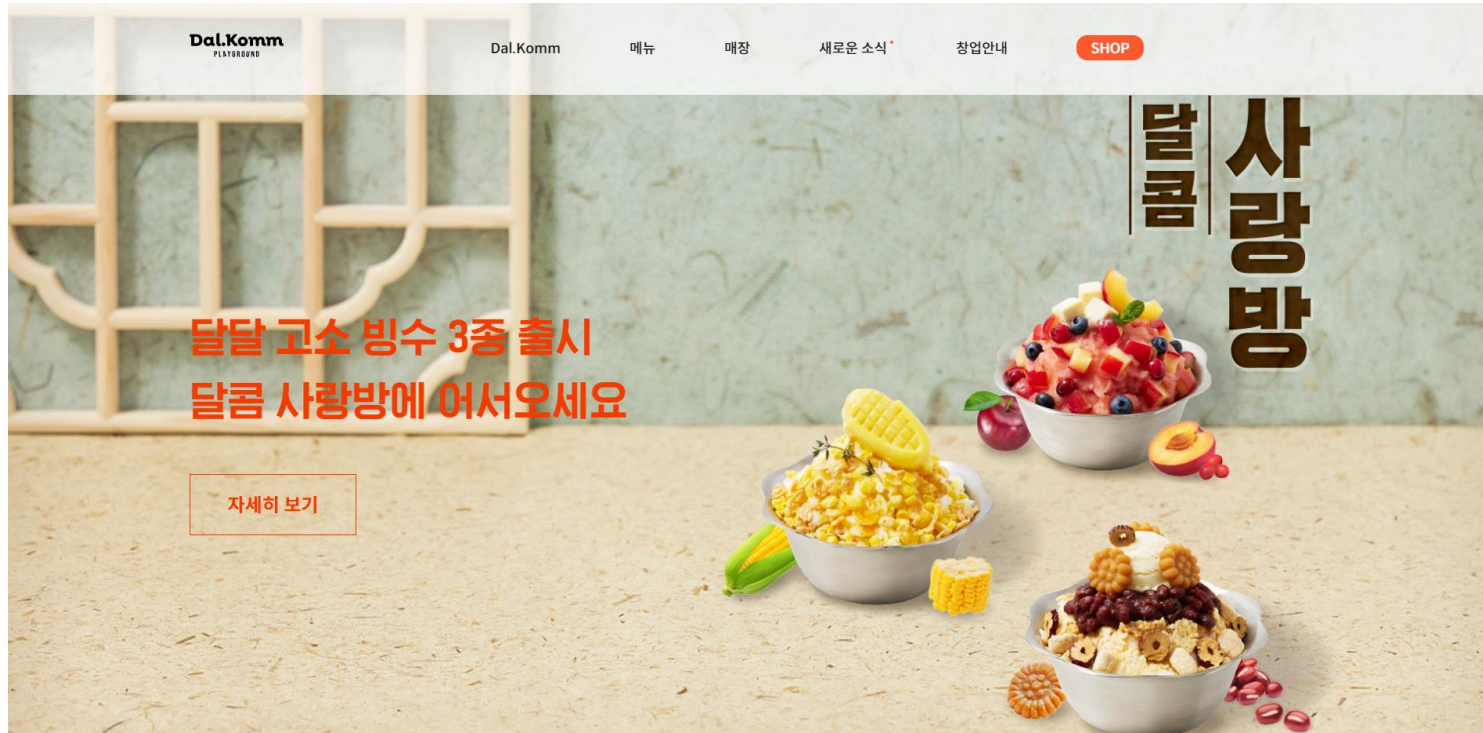 Dal.Komm
PLAYGROUND
Dal.Komm
메뉴
매장
새로운 소식
창업안내
SHOP
달콤
사랑방
달달 고소 빙수 3종 출시
달콤 사랑방에 어서오세요
자세히 보기